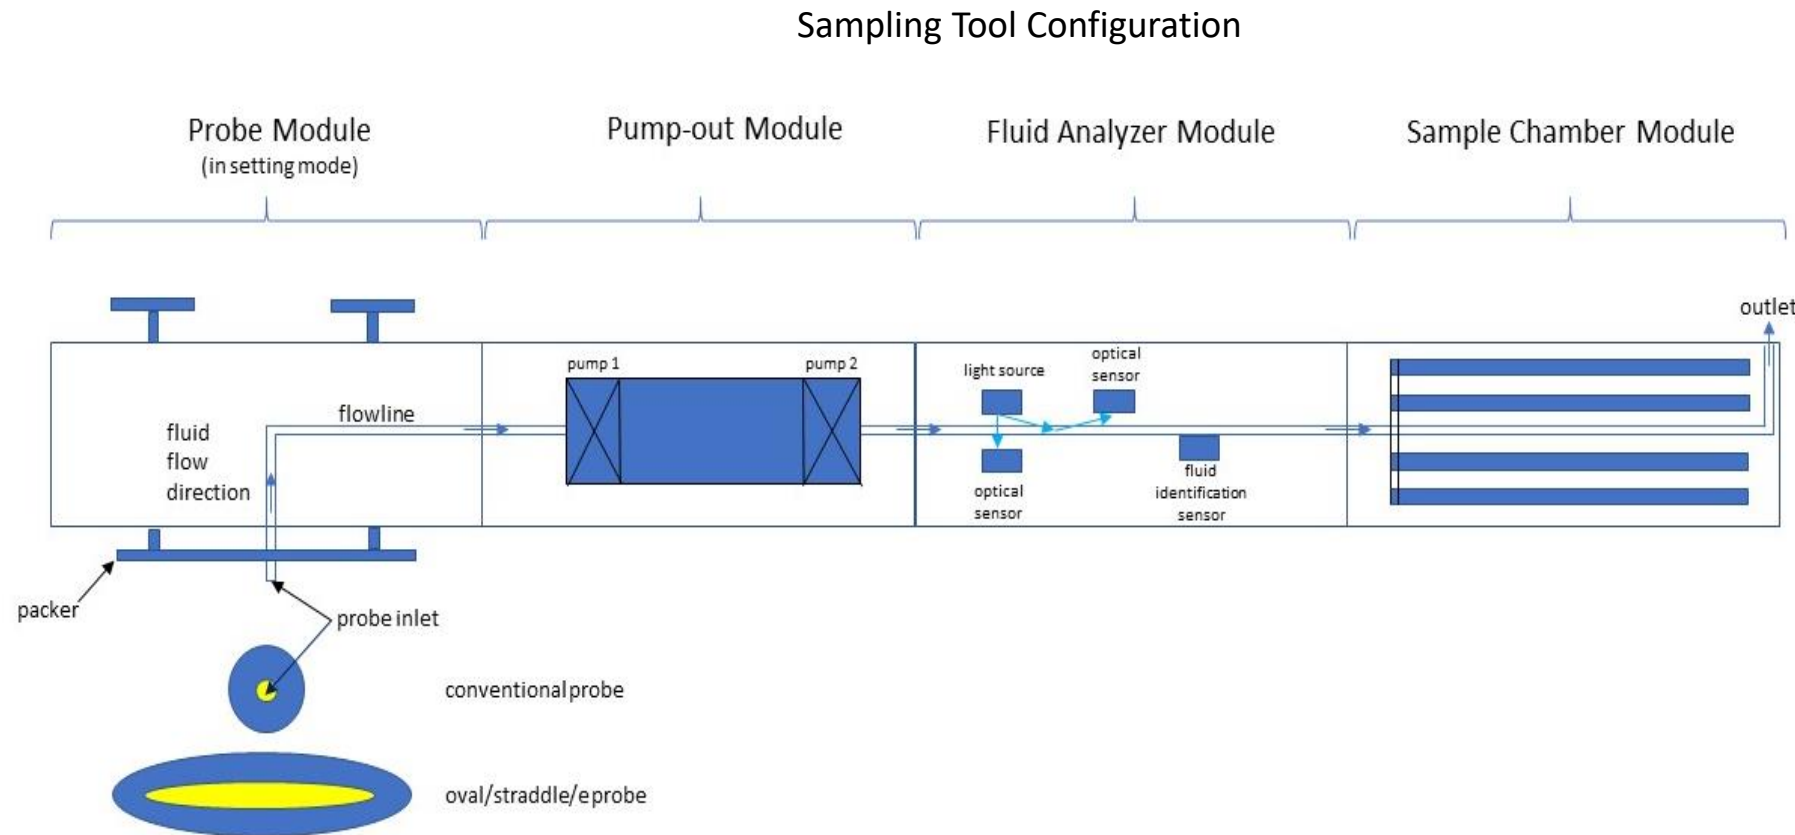 Sampling Tool Configuration
Probe Module
(in setting mode)
Pump-out Module
Fluid Analyzer Module
Sample Chamber Module
outlet
pump 1
pump 2
light source
optical
sensor
flowline
fluid
flow
direction
optical
sensor
fluid
identification
sensor
packer
probe inlet
conventional probe
oval/straddle/eprobe